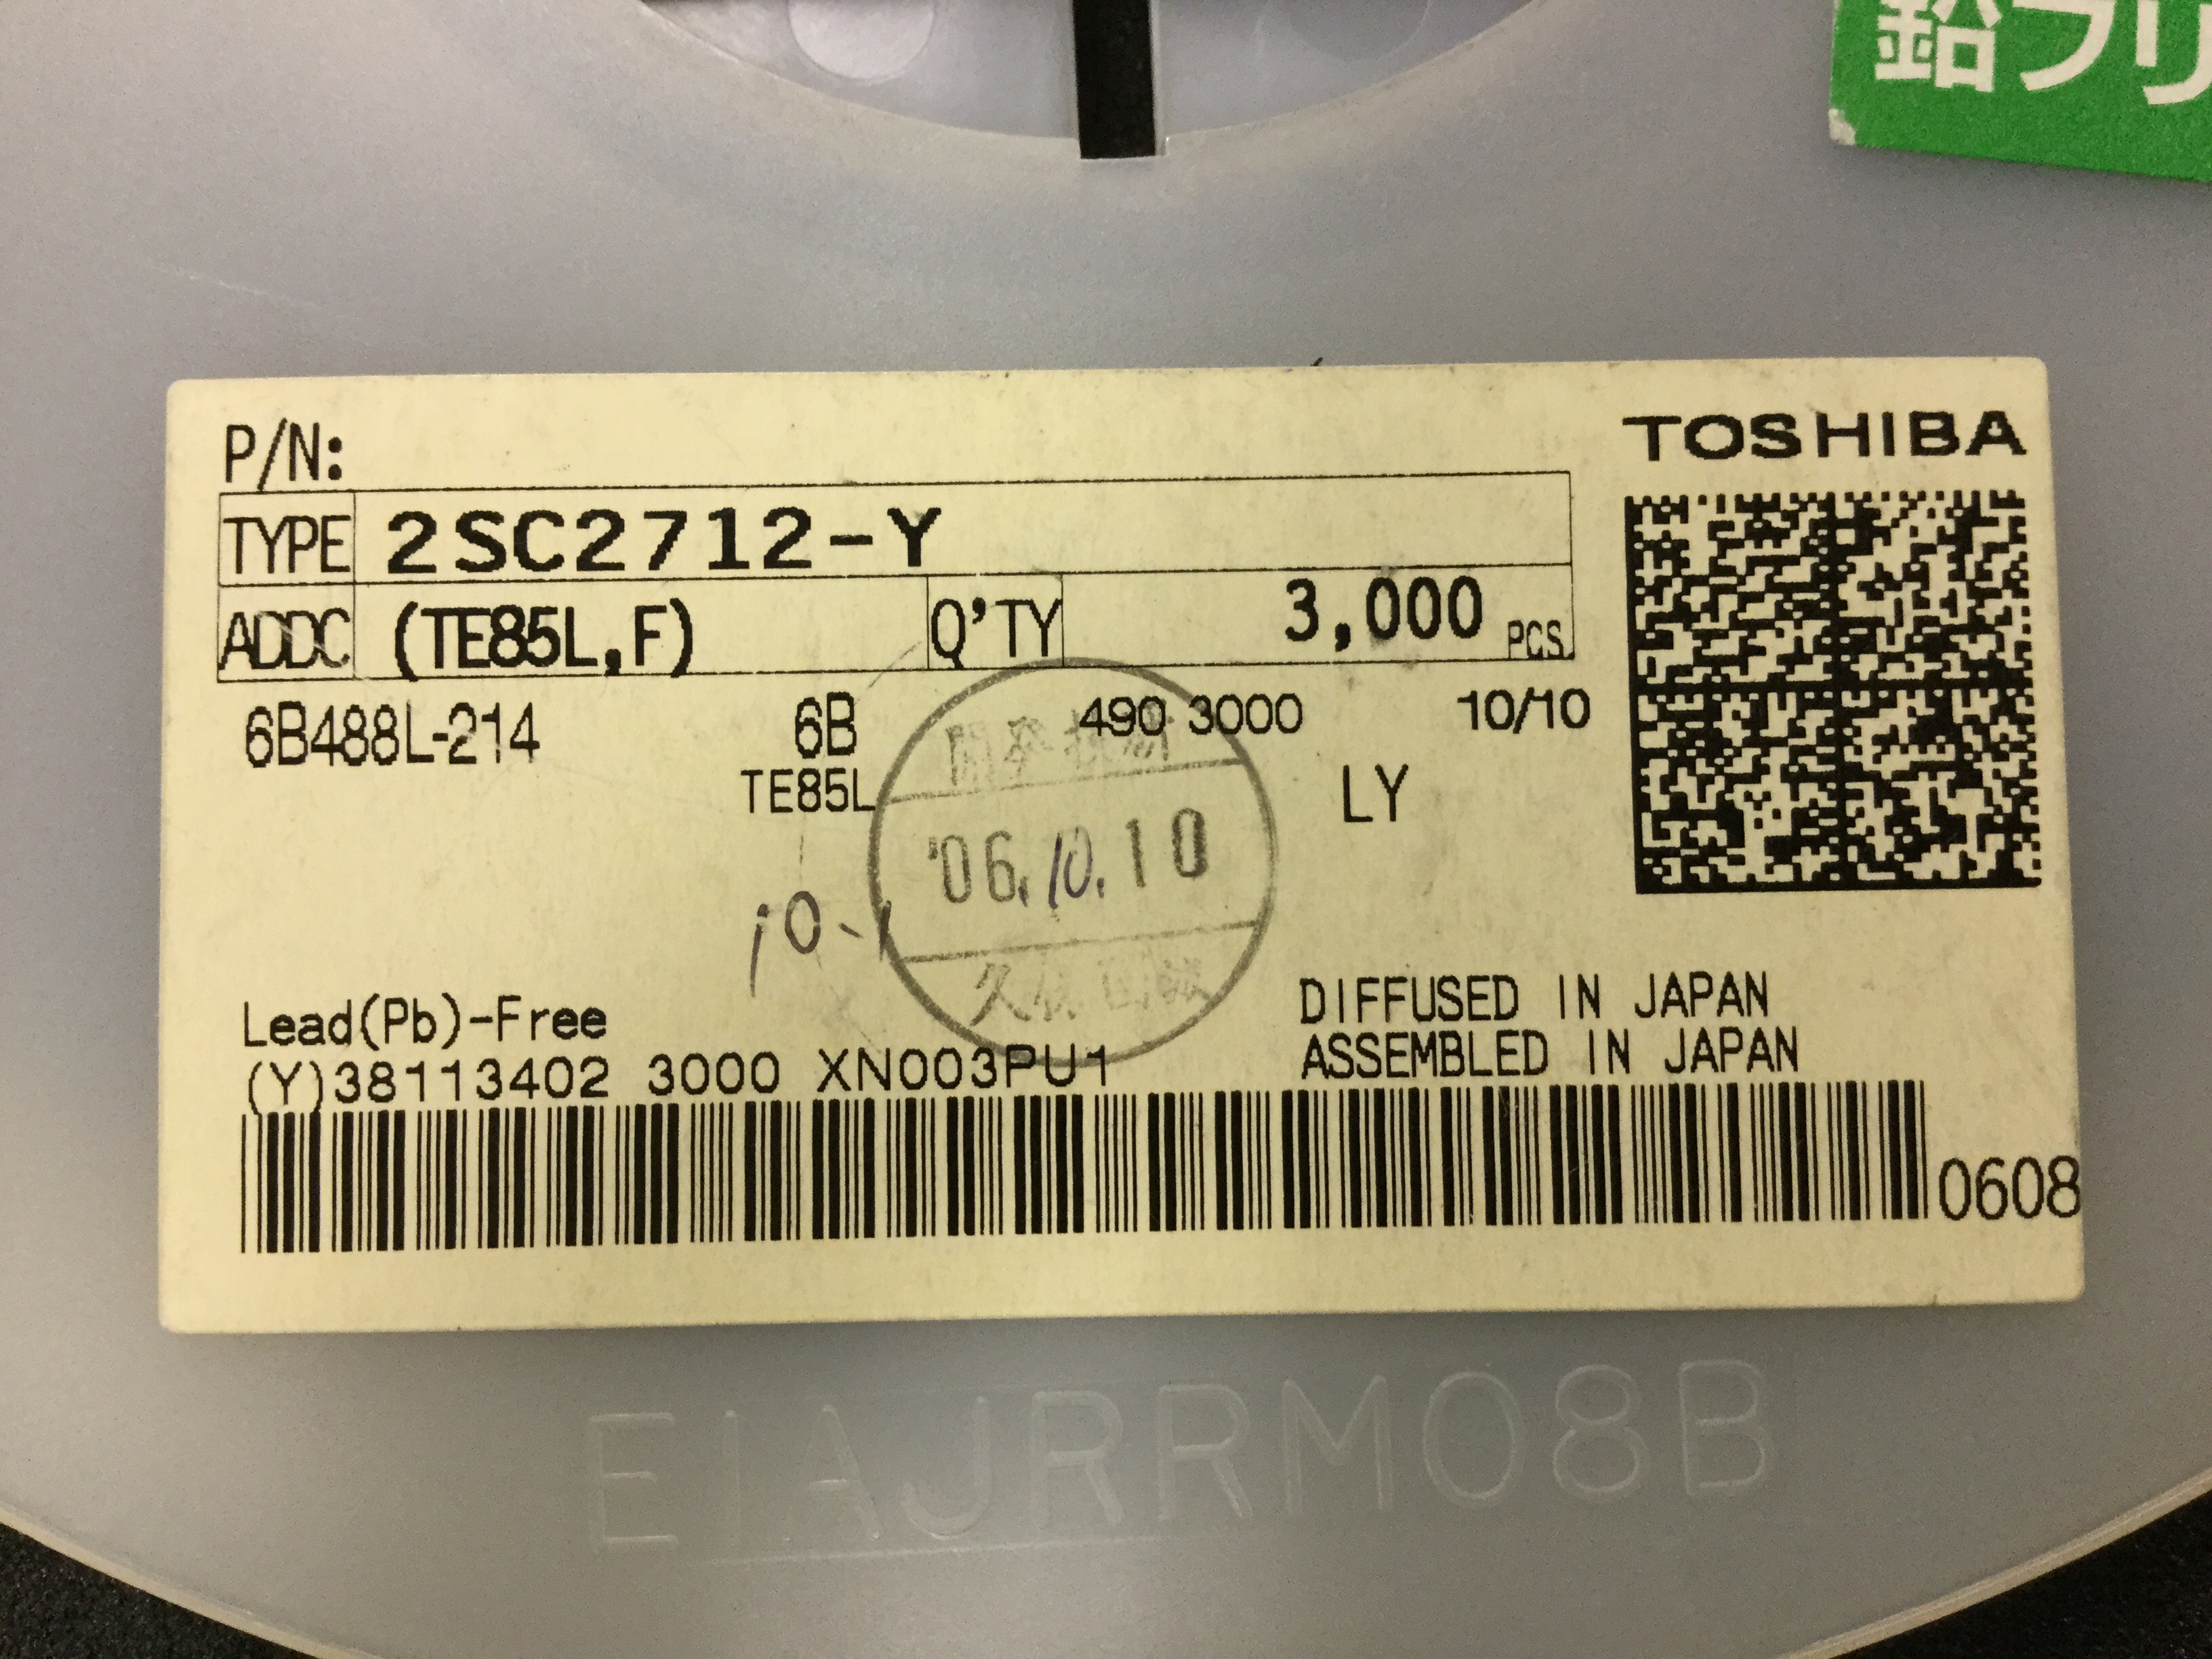 鉛フリ
P/N:
TOSHIBA
TYPE 2SC2712-Y
ADDC (TE85L,F) Q'TY 3,000 PCS.
6B488L-214 6B 490 3000 10/10
TE85L LY
'06.10.10
10-1
Lead(Pb)-Free
DIFFUSED IN JAPAN
ASSEMBLED IN JAPAN
(Y)38113402 3000 XN003PU1
0608
EIAJRRM08B